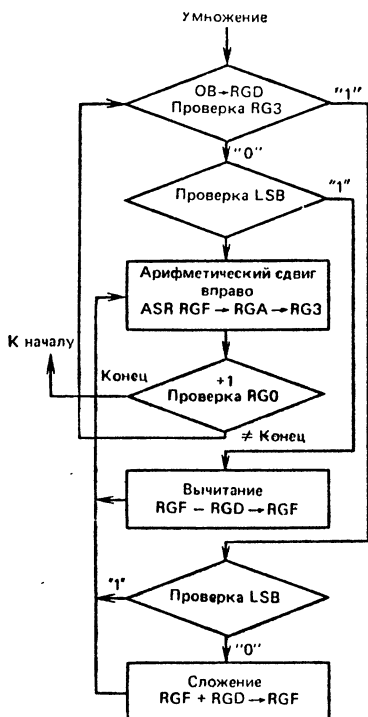 Умножение
OB→RGD
Проверка RG3
"1"
"0"
Проверка LSB
"1"
Арифметический сдвиг
вправо
ASR RGF → RGA → RG3
К началу
Конец
+1
Проверка RG0
≠ Конец
Вычитание
RGF − RGD → RGF
"1"
Проверка LSB
"0"
Сложение
RGF + RGD → RGF